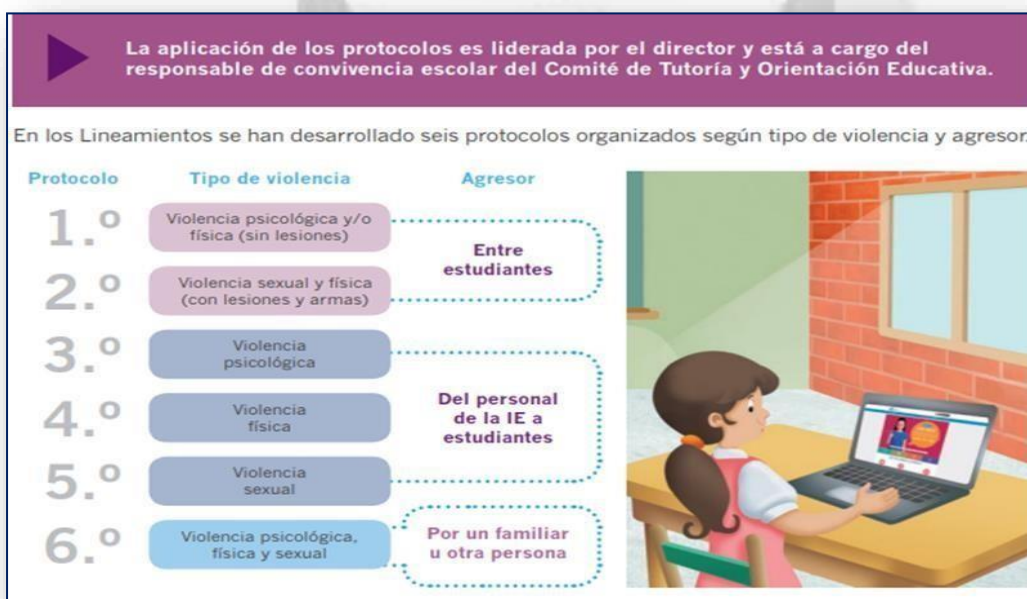 La aplicación de los protocolos es liderada por el director y está a cargo del
responsable de convivencia escolar del Comité de Tutoría y Orientación Educativa.
En los Lineamientos se han desarrollado seis protocolos organizados según tipo de violencia y agresor.
Protocolo Tipo de violencia Agresor
1.º
Violencia psicológica y/o
física (sin lesiones)
Entre
estudiantes
2.º
Violencia sexual y física
(con lesiones y armas)
3.º
Violencia
psicológica
4.º
Violencia
física
Del personal
de la IE a
estudiantes
5.º
Violencia
sexual
6.º
Violencia psicológica,
física y sexual
Por un familiar
u otra persona